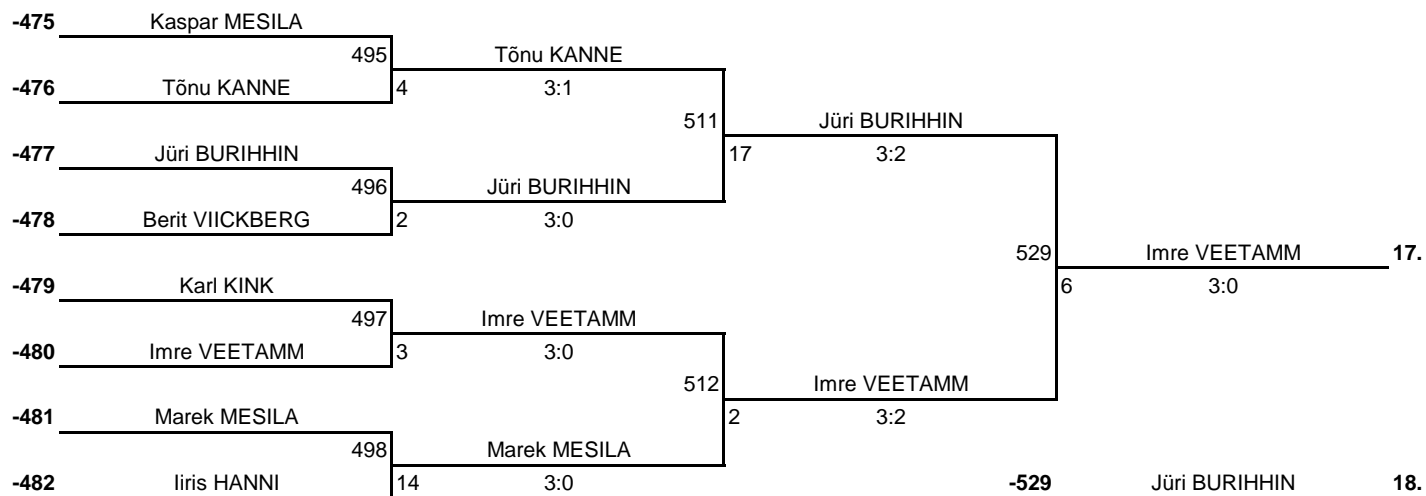 -475 Kaspar MESILA
495 Tõnu KANNE
-476 Tõnu KANNE 4 3:1
511 Jüri BURIHHIN
-477 Jüri BURIHHIN 17 3:2
496 Jüri BURIHHIN
-478 Berit VIICKBERG 2 3:0
529 Imre VEETAMM 17.
-479 Karl KINK 6 3:0
497 Imre VEETAMM
-480 Imre VEETAMM 3 3:0
512 Imre VEETAMM
-481 Marek MESILA 2 3:2
498 Marek MESILA
-482 Iiris HANNI 14 3:0 -529 Jüri BURIHHIN 18.